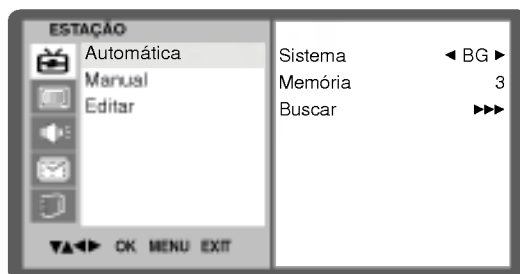 ESTAÇÃO
Automática
Manual
Editar
Sistema ◄ BG ►
Memória 3
Buscar ►►►
▼▲◄► OK MENU EXIT